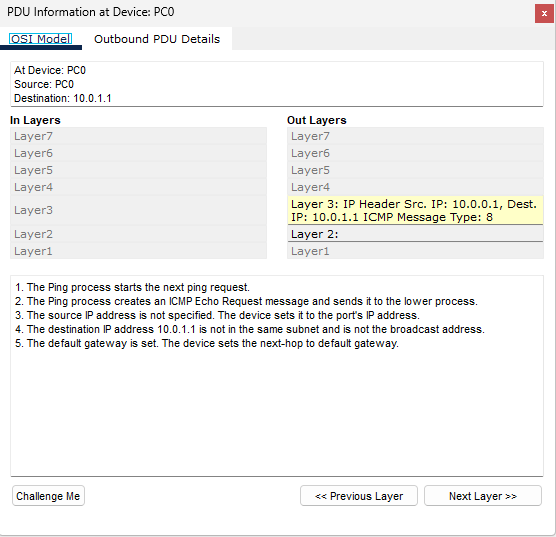 PDU Information at Device: PC0
x
OSI Model Outbound PDU Details
At Device: PC0
Source: PC0
Destination: 10.0.1.1
In Layers
Layer7
Layer6
Layer5
Layer4
Layer3
Layer2
Layer1
Out Layers
Layer7
Layer6
Layer5
Layer4
Layer 3: IP Header Src. IP: 10.0.0.1, Dest.
IP: 10.0.1.1 ICMP Message Type: 8
Layer 2:
Layer1
1. The Ping process starts the next ping request.
2. The Ping process creates an ICMP Echo Request message and sends it to the lower process.
3. The source IP address is not specified. The device sets it to the port's IP address.
4. The destination IP address 10.0.1.1 is not in the same subnet and is not the broadcast address.
5. The default gateway is set. The device sets the next-hop to default gateway.
Challenge Me
<< Previous Layer
Next Layer >>